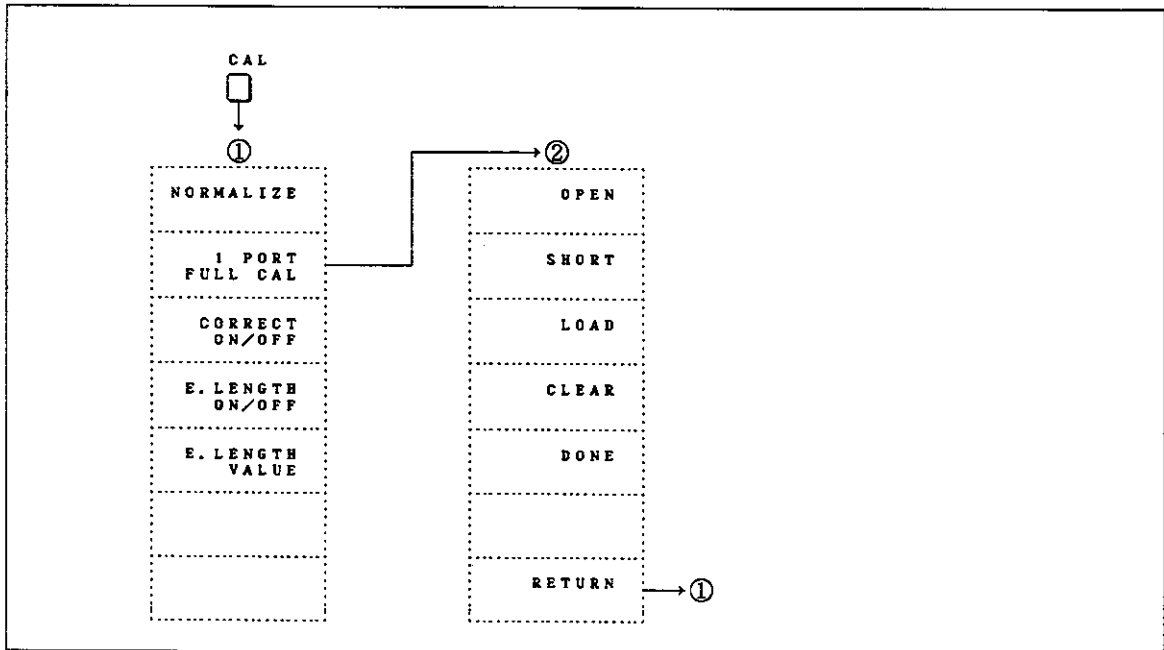 CAL
①
NORMALIZE
1 PORT
FULL CAL
CORRECT
ON/OFF
E.LENGTH
ON/OFF
E.LENGTH
VALUE
②
OPEN
SHORT
LOAD
CLEAR
DONE
RETURN
①